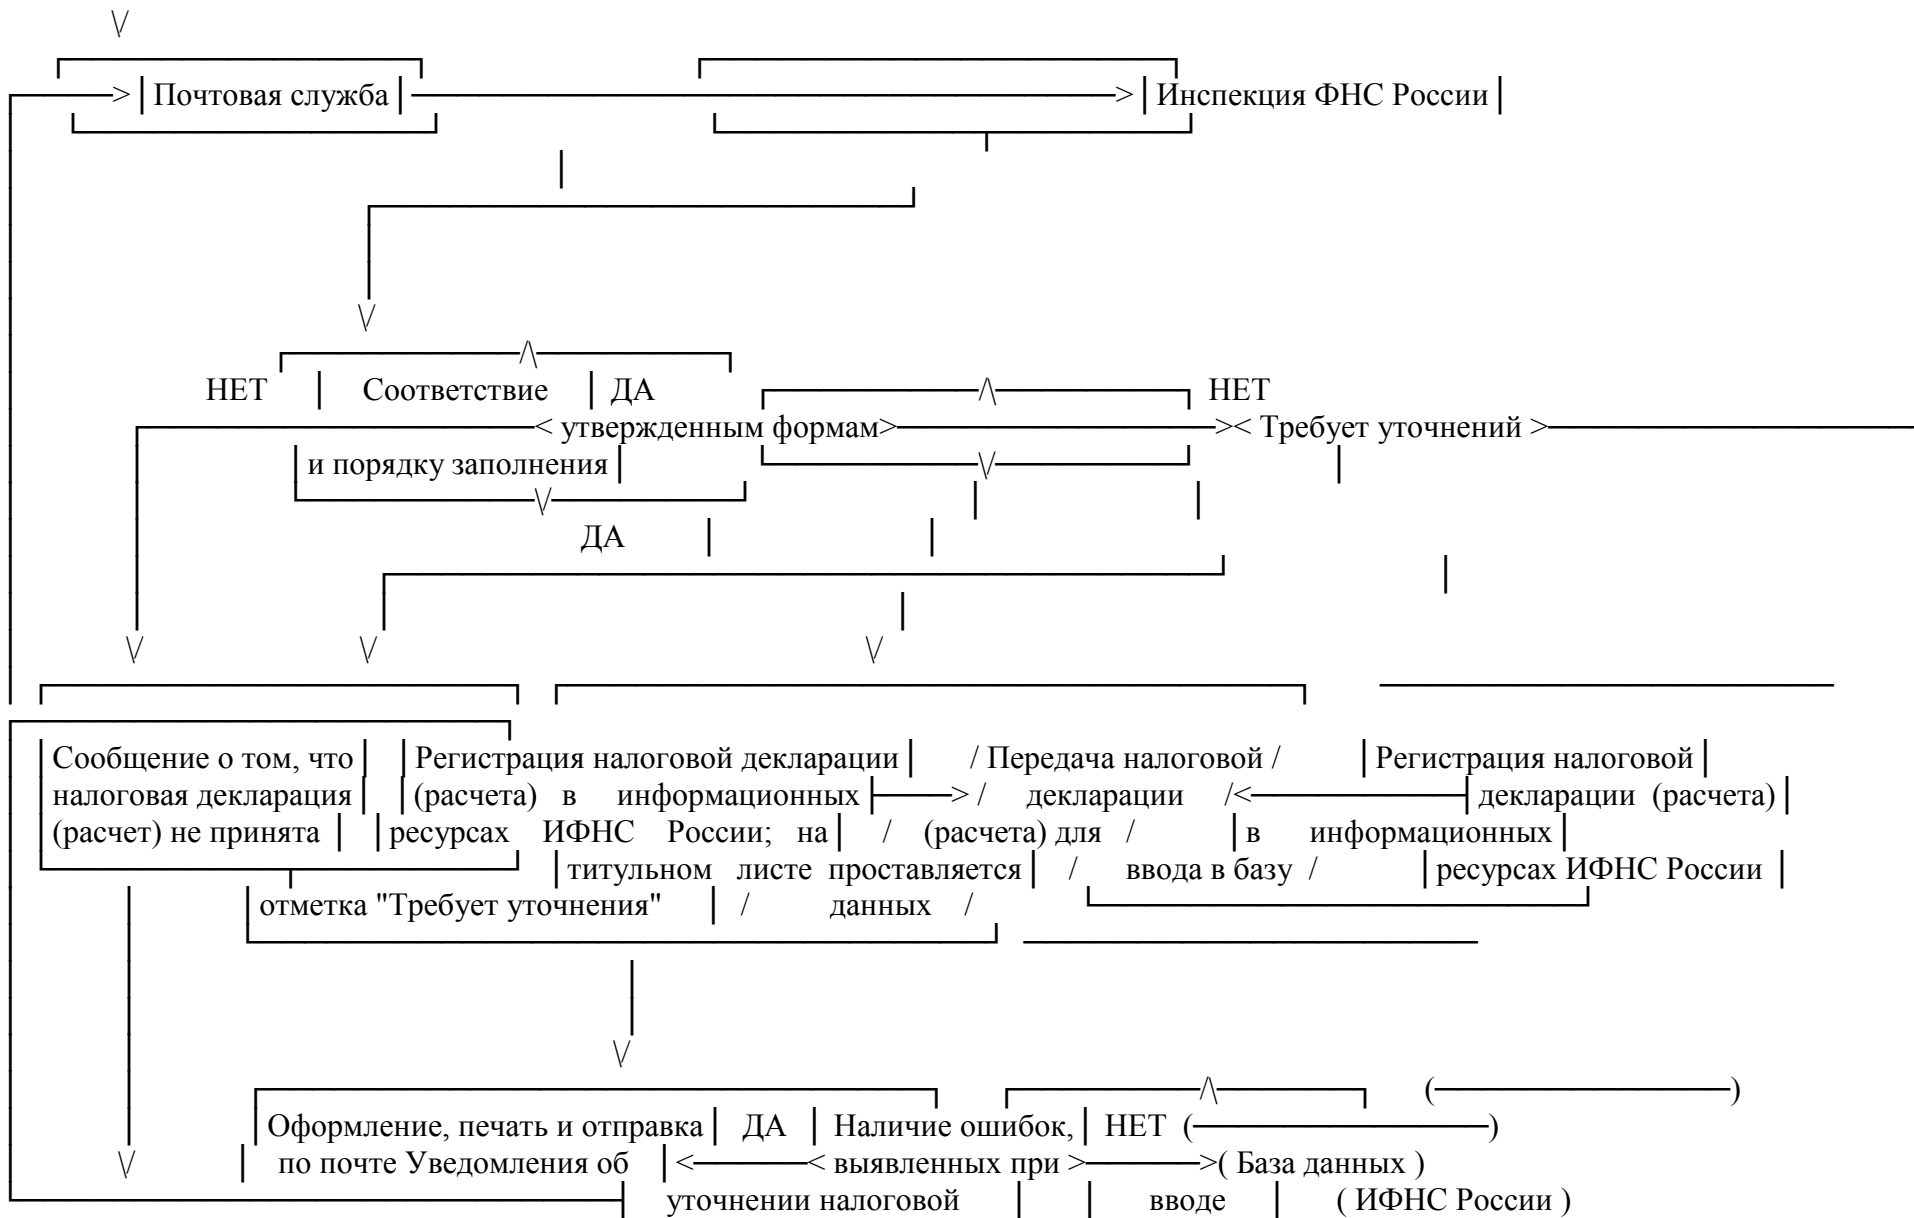 Почтовая служба Инспекция ФНС России
НЕТ Соответствие ДА НЕТ
< утвержденным формам> >< Требует уточнений >
и порядку заполнения
ДА
Сообщение о том, что Регистрация налоговой декларации / Передача налоговой / Регистрация налоговой
налоговая декларация (расчета) в информационных > / декларации /< декларации (расчета)
(расчет) не принята ресурсах ИФНС России; на / (расчета) для / в информационных
титульном листе проставляется / ввода в базу / ресурсах ИФНС России
отметка "Требует уточнения" / данных /
Оформление, печать и отправка ДА Наличие ошибок, НЕТ ( )
по почте Уведомления об < < выявленных при > >( База данных )
уточнении налоговой вводе ( ИФНС России )